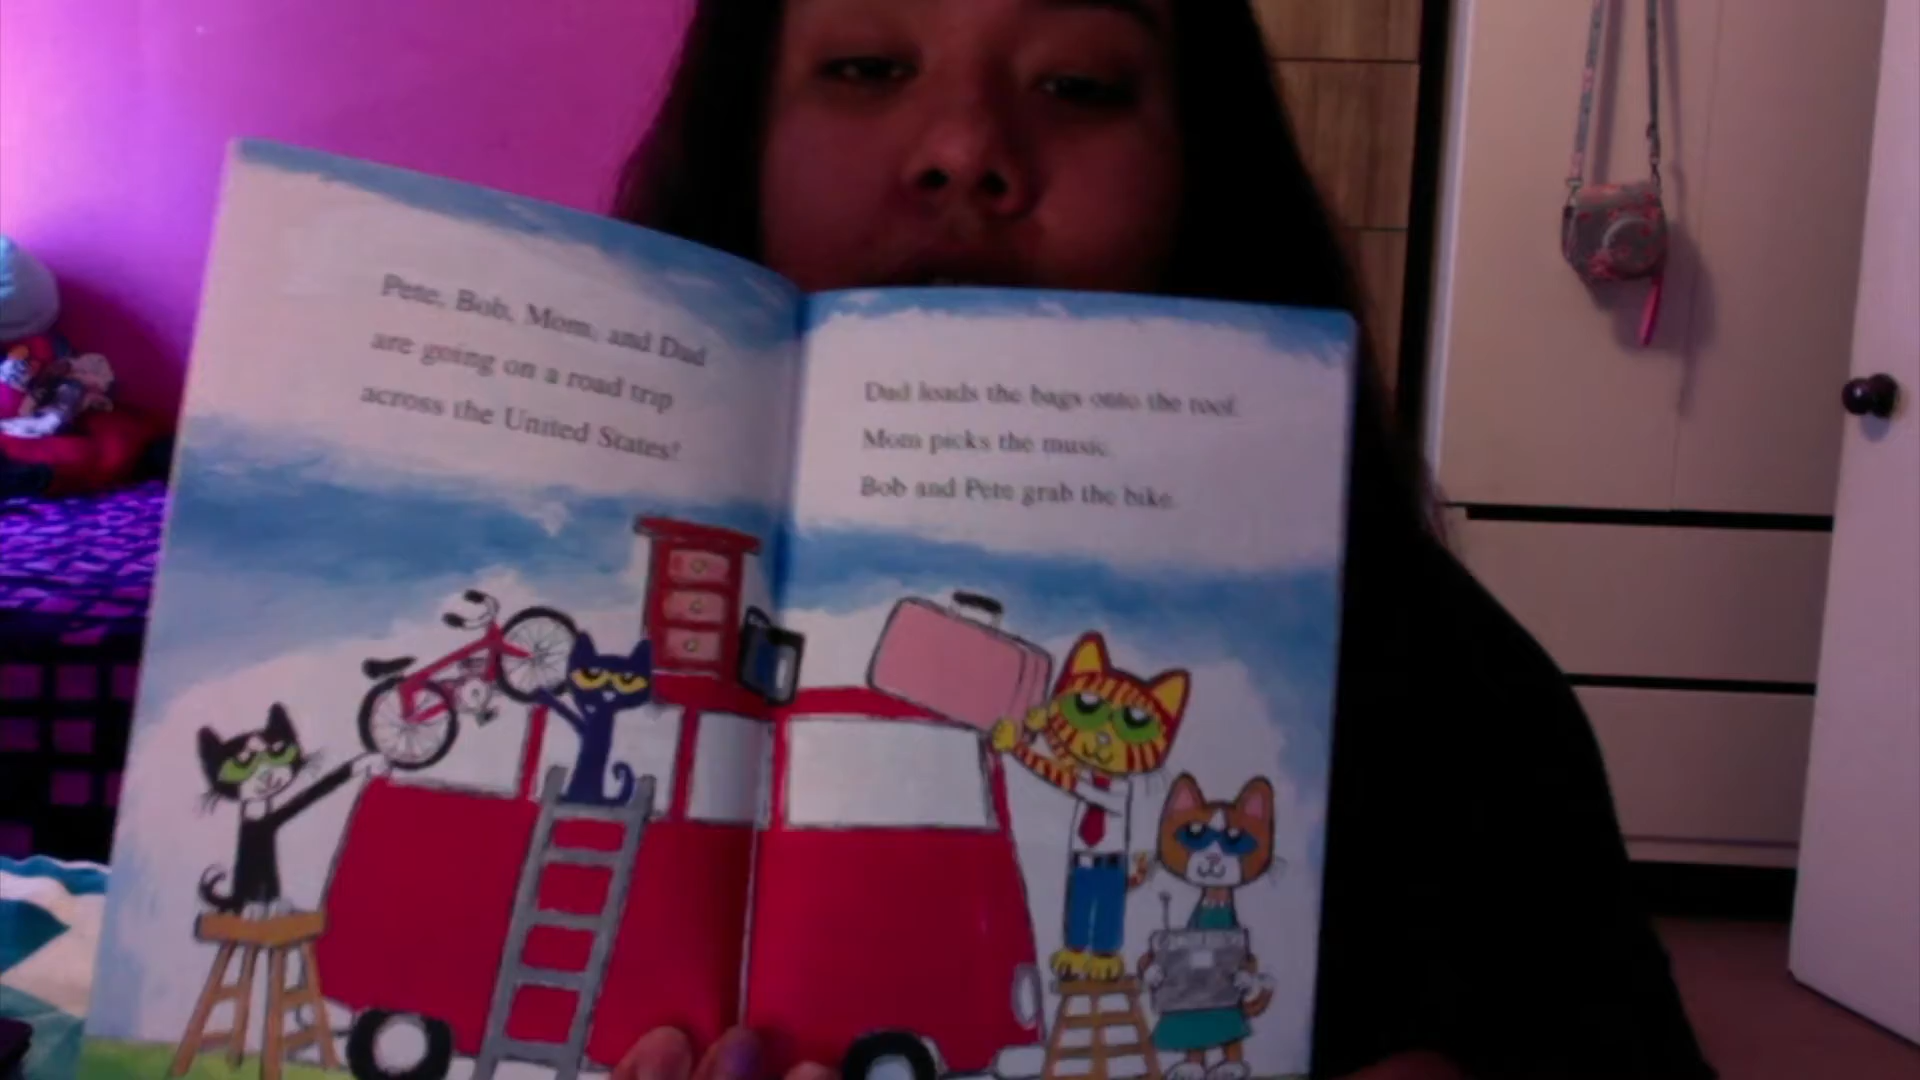 Pete, Bob, Mom, and Dad
are going on a road trip
across the United States!
Dad loads the bags onto the roof.
Mom picks the music.
Bob and Pete grab the bike.